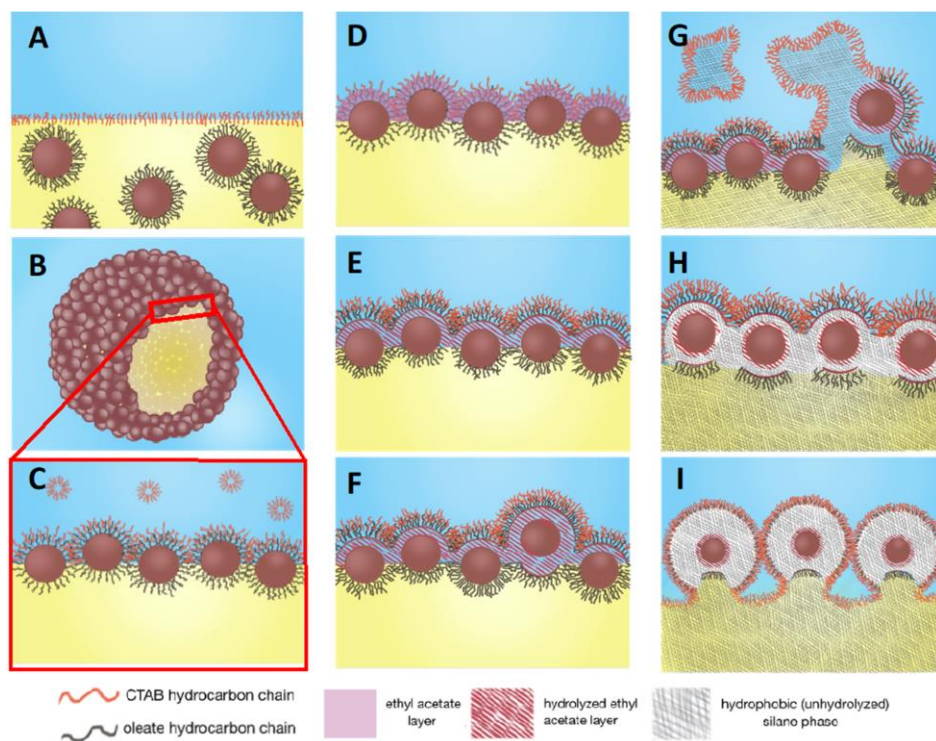 A
D
G
B
E
H
C
F
I
CTAB hydrocarbon chain
oleate hydrocarbon chain
ethyl acetate
layer
hydrolyzed ethyl
acetate layer
hydrophobic (unhydrolyzed)
silane phase